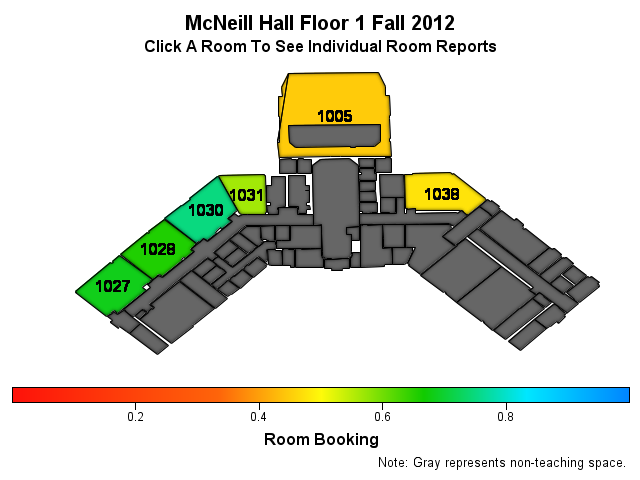 McNeill Hall Floor 1 Fall 2012
Click A Room To See Individual Room Reports
1005
1031
1038
1030
1028
1027
0.2 0.4 0.6 0.8
Room Booking
Note: Gray represents non-teaching space.